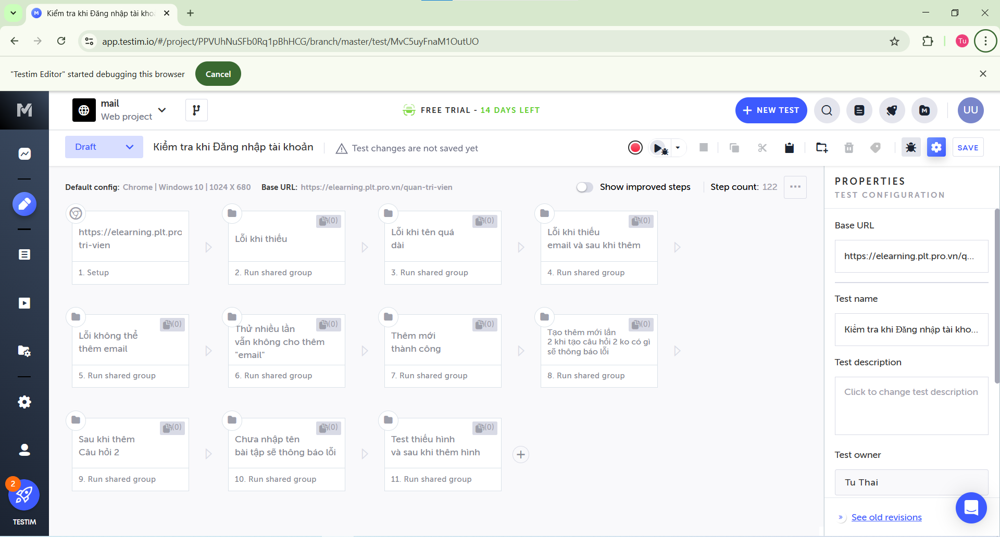 Kiểm tra khi Đăng nhập tài kho
app.testim.io/#/project/PPVUhNuSFb0Rq1pBhHCG/branch/master/test/MvC5uyFnaM1OutUO
Tu
"Testim Editor" started debugging this browser
Cancel
mail
Web project
FREE TRIAL - 14 DAYS LEFT
+ NEW TEST
UU
Draft
Kiểm tra khi Đăng nhập tài khoản
Test changes are not saved yet
SAVE
Default config: Chrome | Windows 10 | 1024 X 680
Base URL: https://elearning.plt.pro.vn/quan-tri-vien
Show improved steps
Step count: 122
https://elearning.plt.pro
tri-vien
1. Setup
(0)
Lỗi khi thiếu
2. Run shared group
(0)
Lỗi khi tên quá
dài
3. Run shared group
(0)
Lỗi khi thiếu
email và sau khi thêm
4. Run shared group
(0)
Lỗi không thể
thêm email
5. Run shared group
(0)
Thử nhiều lần
vẫn không cho thêm
"email"
6. Run shared group
(0)
Thêm mới
thành công
7. Run shared group
(0)
Tạo thêm mới lần
2 khi tạo câu hỏi 2 ko có gì
sẽ thông báo lỗi
8. Run shared group
(0)
Sau khi thêm
Câu hỏi 2
9. Run shared group
(0)
Chưa nhập tên
bài tập sẽ thông báo lỗi
10. Run shared group
(0)
Test thiếu hình
và sau khi thêm hình
11. Run shared group
PROPERTIES
TEST CONFIGURATION
Base URL
https://elearning.plt.pro.vn/q...
Test name
Kiểm tra khi Đăng nhập tài kho...
Test description
Click to change test description
Test owner
Tu Thai
See old revisions
2
TESTIM